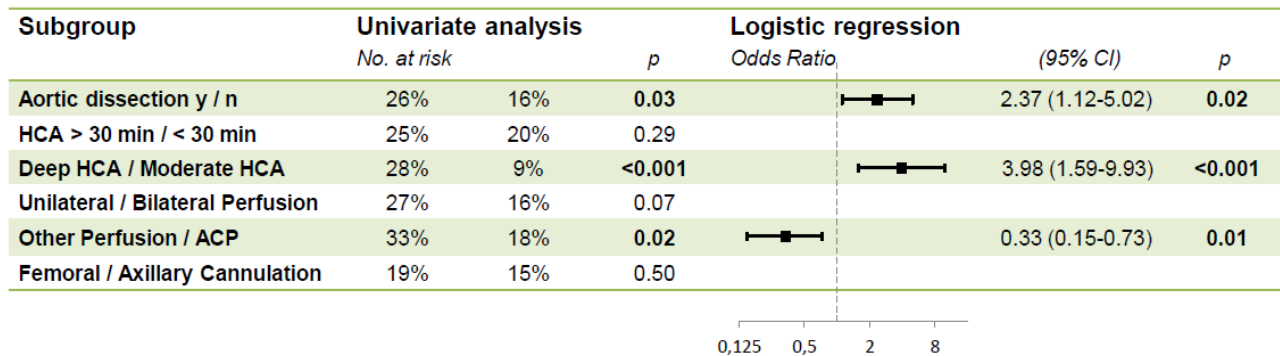 Subgroup Univariate analysis Logistic regression
No. at risk p Odds Ratio (95% CI) p
Aortic dissection y / n 26% 16% 0.03 2.37 (1.12-5.02) 0.02
HCA > 30 min / < 30 min 25% 20% 0.29
Deep HCA / Moderate HCA 28% 9% <0.001 3.98 (1.59-9.93) <0.001
Unilateral / Bilateral Perfusion 27% 16% 0.07
Other Perfusion / ACP 33% 18% 0.02 0.33 (0.15-0.73) 0.01
Femoral / Axillary Cannulation 19% 15% 0.50
0,125 0,5 2 8